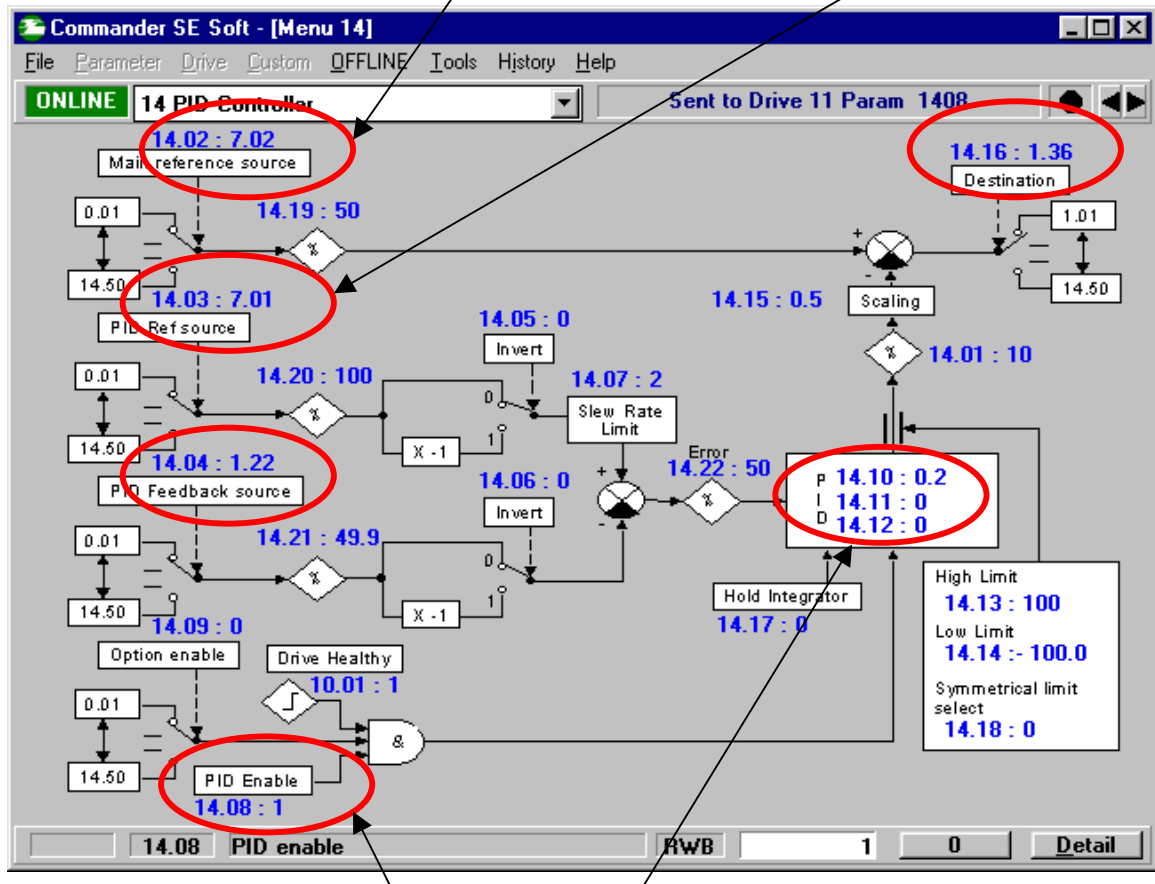 Commander SE Soft - [Menu 14]
File Parameter Drive Custom OFFLINE Tools History Help
ONLINE 14 PID Controller Sent to Drive 11 Param 1408
14.02 : 7.02
Main reference source
14.16 : 1.36
Destination
0.01
14.19 : 50
%
14.50
+
-
1.01
14.50
14.03 : 7.01
PID Ref source
14.15 : 0.5
Scaling
14.05 : 0
Invert
%
14.01 : 10
0.01
14.20 : 100
%
14.50
0
X -1
1
14.07 : 2
Slew Rate
Limit
14.04 : 1.22
PID Feedback source
14.06 : 0
Invert
+
-
Error
14.22 : 50
%
P 14.10 : 0.2
I 14.11 : 0
D 14.12 : 0
0.01
14.21 : 49.9
%
14.50
0
X -1
1
Hold Integrator
14.17 : 0
High Limit
14.13 : 100
Low Limit
14.14 :- 100.0
Symmetrical limit
select
14.18 : 0
14.09 : 0
Option enable
Drive Healthy
10.01 : 1
0.01
&
14.50
PID Enable
14.08 : 1
14.08 PID enable RWB 1 0 Detail